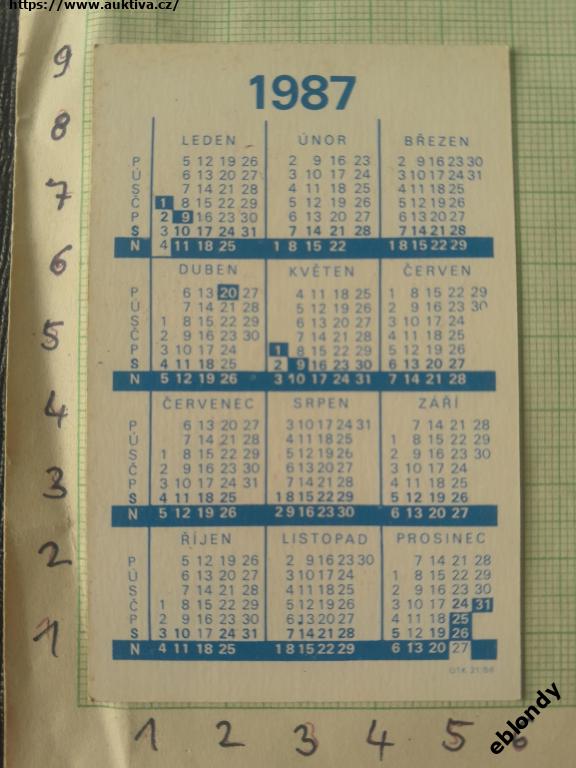 https://www.auktiva.cz/
1987
LEDEN ÚNOR BŘEZEN
P 5 12 19 26 2 9 16 23 2 9 16 23 30
Ú 6 13 20 27 3 10 17 24 3 10 17 24 31
S 7 14 21 28 4 11 18 25 4 11 18 25
Č 1 8 15 22 29 5 12 19 26 5 12 19 26
P 2 9 16 23 30 6 13 20 27 6 13 20 27
S 3 10 17 24 31 7 14 21 28 7 14 21 28
N 4 11 18 25 1 8 15 22 1 8 15 22 29
DUBEN KVĚTEN ČERVEN
P 6 13 20 27 4 11 18 25 1 8 15 22 29
Ú 7 14 21 28 5 12 19 26 2 9 16 23 30
S 1 8 15 22 29 6 13 20 27 3 10 17 24
Č 2 9 16 23 30 7 14 21 28 4 11 18 25
P 3 10 17 24 1 8 15 22 29 5 12 19 26
S 4 11 18 25 2 9 16 23 30 6 13 20 27
N 5 12 19 26 3 10 17 24 31 7 14 21 28
ČERVENEC SRPEN ZÁŘÍ
P 6 13 20 27 3 10 17 24 31 7 14 21 28
Ú 7 14 21 28 4 11 18 25 1 8 15 22 29
S 1 8 15 22 29 5 12 19 26 2 9 16 23 30
Č 2 9 16 23 30 6 13 20 27 3 10 17 24
P 3 10 17 24 31 7 14 21 28 4 11 18 25
S 4 11 18 25 1 8 15 22 29 5 12 19 26
N 5 12 19 26 2 9 16 23 30 6 13 20 27
ŘÍJEN LISTOPAD PROSINEC
P 5 12 19 26 2 9 16 23 30 7 14 21 28
Ú 6 13 20 27 3 10 17 24 1 8 15 22 29
S 7 14 21 28 4 11 18 25 2 9 16 23 30
Č 1 8 15 22 29 5 12 19 26 3 10 17 24 31
P 2 9 16 23 30 6 13 20 27 4 11 18 25
S 3 10 17 24 31 7 14 21 28 5 12 19 26
N 4 11 18 25 1 8 15 22 29 6 13 20 27
9
8
7
6
5
4
3
2
1
1 2 3 4 5 6
eblondy